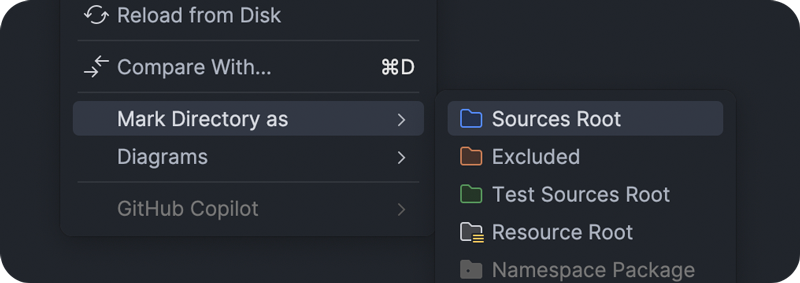 Reload from Disk
Compare With... ⌘D
Mark Directory as
Diagrams
GitHub Copilot
Sources Root
Excluded
Test Sources Root
Resource Root
Namespace Package